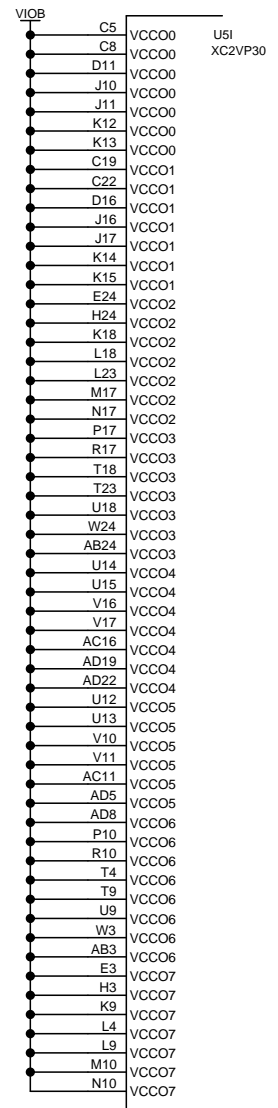 VIOB
U5I
XC2VP30
C5 VCCO0
C8 VCCO0
D11 VCCO0
J10 VCCO0
J11 VCCO0
K12 VCCO0
K13 VCCO0
C19 VCCO1
C22 VCCO1
D16 VCCO1
J16 VCCO1
J17 VCCO1
K14 VCCO1
K15 VCCO1
E24 VCCO2
H24 VCCO2
K18 VCCO2
L18 VCCO2
L23 VCCO2
M17 VCCO2
N17 VCCO2
P17 VCCO3
R17 VCCO3
T18 VCCO3
T23 VCCO3
U18 VCCO3
W24 VCCO3
AB24 VCCO3
U14 VCCO4
U15 VCCO4
V16 VCCO4
V17 VCCO4
AC16 VCCO4
AD19 VCCO4
AD22 VCCO4
U12 VCCO5
U13 VCCO5
V10 VCCO5
V11 VCCO5
AC11 VCCO5
AD5 VCCO5
AD8 VCCO6
P10 VCCO6
R10 VCCO6
T4 VCCO6
T9 VCCO6
U9 VCCO6
W3 VCCO6
AB3 VCCO6
E3 VCCO7
H3 VCCO7
K9 VCCO7
L4 VCCO7
L9 VCCO7
M10 VCCO7
N10 VCCO7